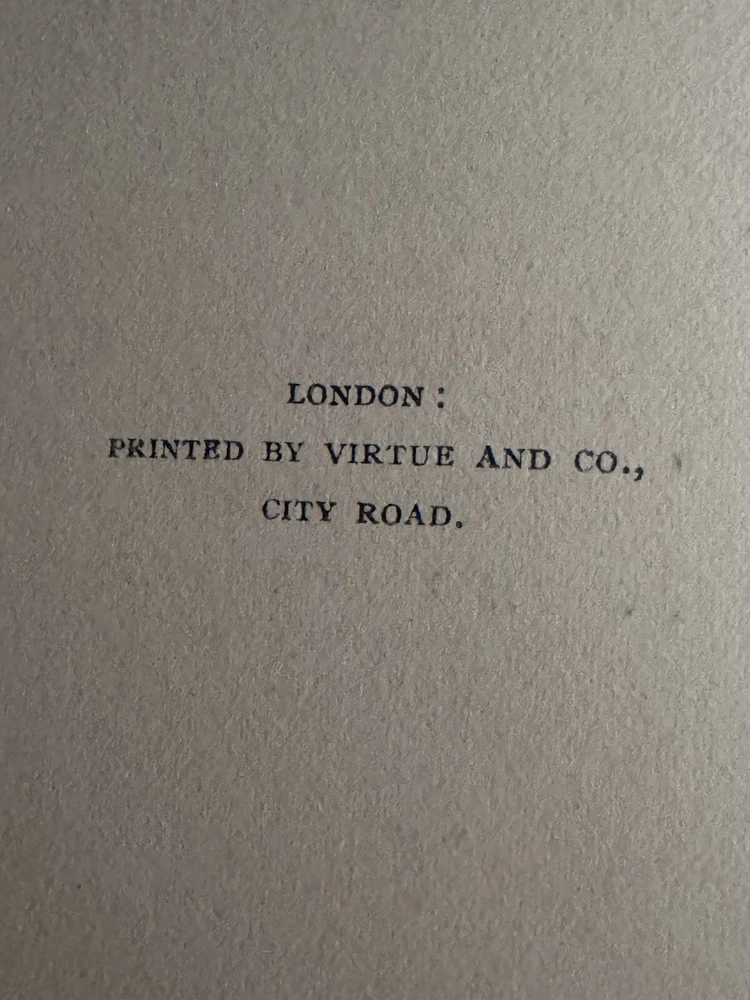 LONDON:
PRINTED BY VIRTUE AND CO.,
CITY ROAD.